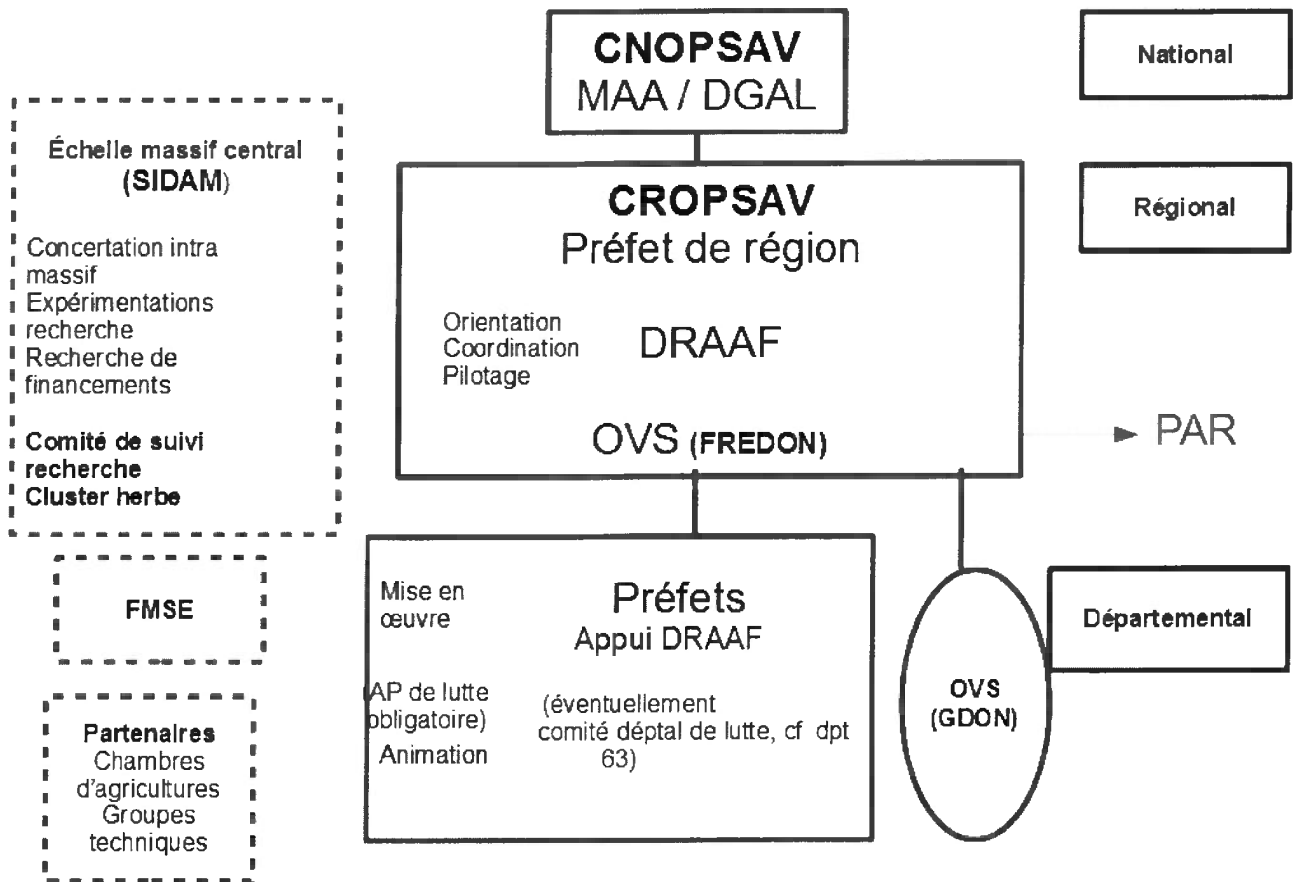 CNOPSAV
MAA / DGAL
National
Échelle massif central
(SIDAM)
Concertation intra
massif
Expérimentations
recherche
Recherche de
financements
Comité de suivi
recherche
Cluster herbe
CROPSAV
Préfet de région
Orientation
Coordination
Pilotage
DRAAF
OVS (FREDON)
Régional
PAR
FMSE
Partenaires
Chambres
d'agricultures
Groupes
techniques
Mise en
œuvre
(AP de lutte
obligatoire)
Animation
Préfets
Appui DRAAF
(éventuellement
comité déptal de lutte, cf dpt
63)
OVS
(GDON)
Départemental